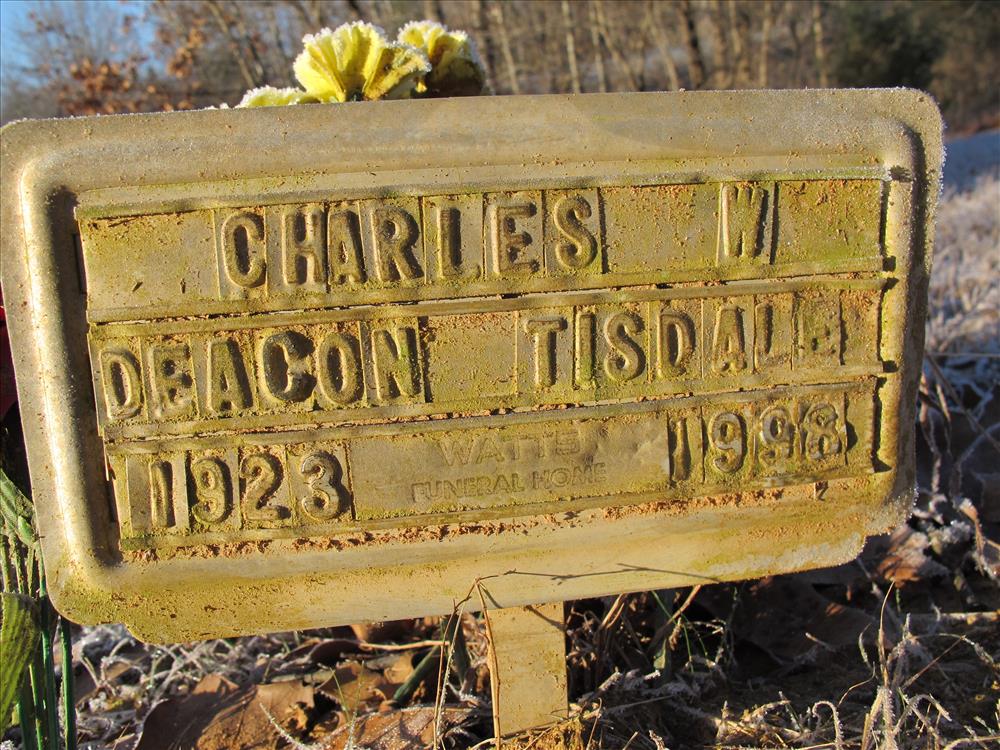 CHARLES W
DEACON TISDALE
1923 WATTS 1998
FUNERAL HOME